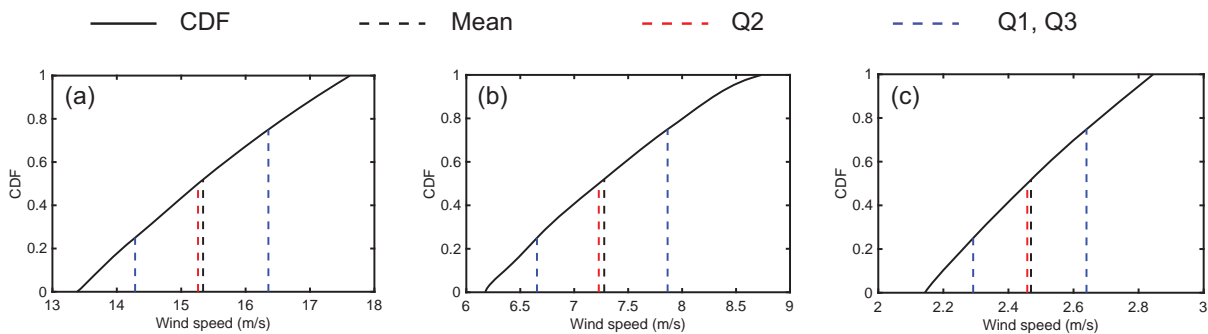 CDF Mean Q2 Q1, Q3
(a) (b) (c)
1 1 1
0.8 0.8 0.8
0.6 0.6 0.6
CDF CDF CDF
0.4 0.4 0.4
0.2 0.2 0.2
0 0 0
13 14 15 16 17 18 6 6.5 7 7.5 8 8.5 9 2 2.2 2.4 2.6 2.8 3
Wind speed (m/s) Wind speed (m/s) Wind speed (m/s)